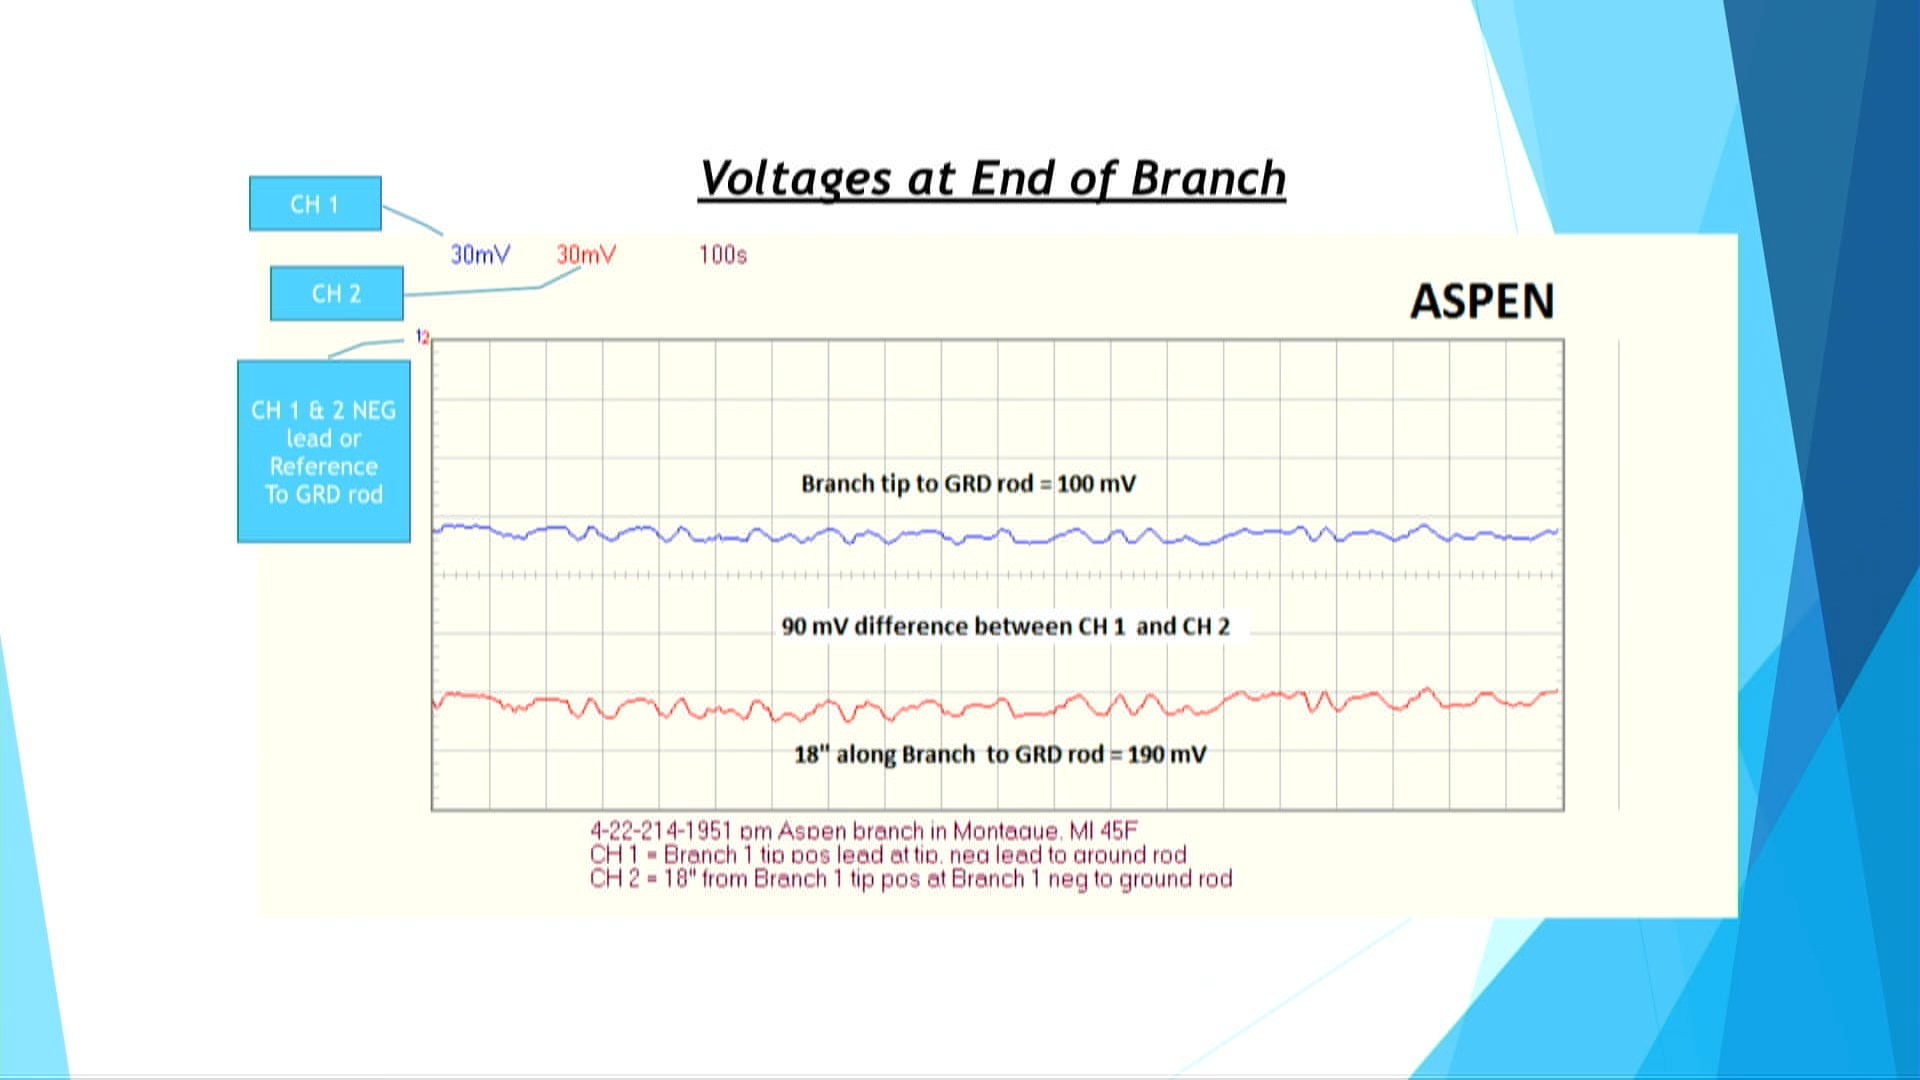 Voltages at End of Branch
CH 1
30mV 30mV 100s
CH 2
ASPEN
12
CH 1 & 2 NEG
lead or
Reference
To GRD rod
Branch tip to GRD rod = 100 mV
90 mV difference between CH 1 and CH 2
18" along Branch to GRD rod = 190 mV
4-22-214-1951 pm Aspen branch in Montague, MI 45F
CH 1 = Branch 1 tip pos lead at tip, neg lead to ground rod
CH 2 = 18" from Branch 1 tip pos at Branch 1 neg to ground rod